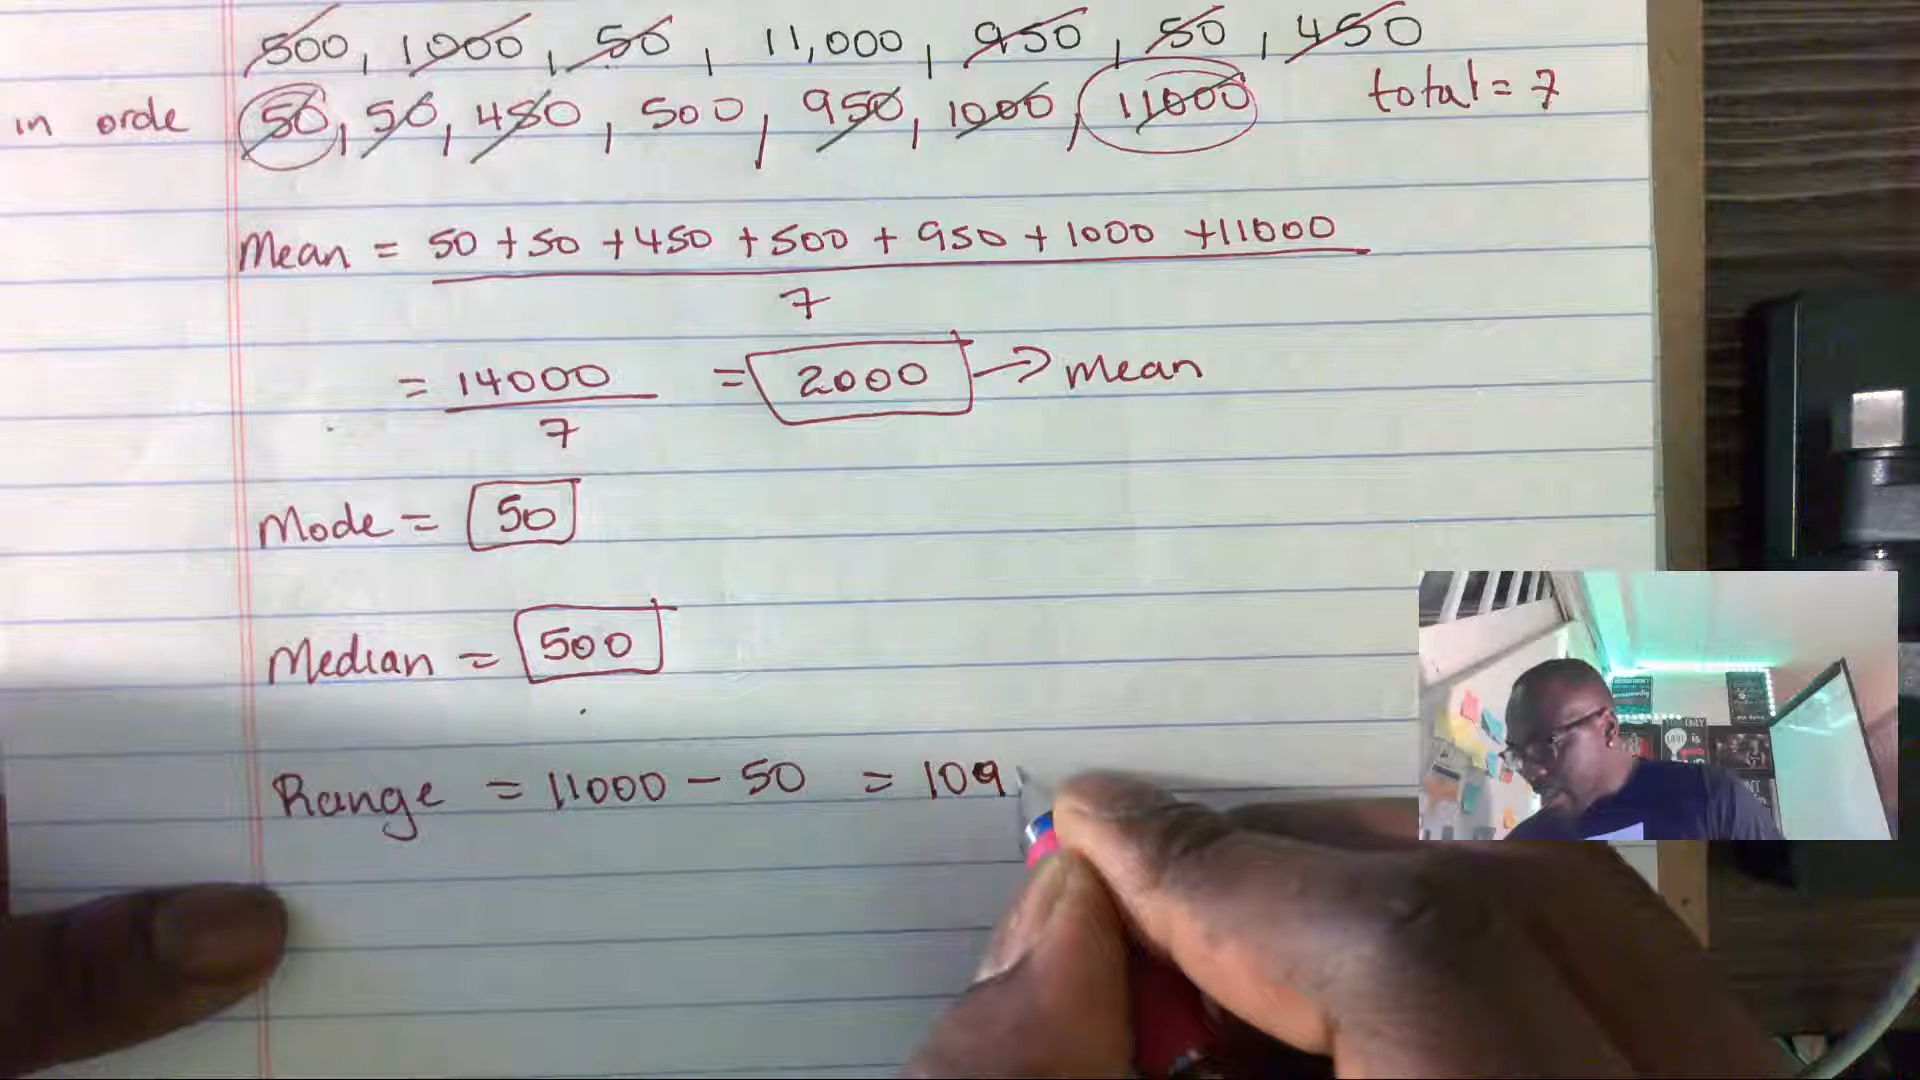 500, 1000, 50, 11,000, 950, 50, 450
in orde 50, 50, 450, 500, 950, 1000, 11000 total = 7
Mean = 50 + 50 + 450 + 500 + 950 + 1000 + 11000
7
= 14000 = 2000 → mean
7
Mode = 50
Median = 500
Range = 11000 - 50 = 109